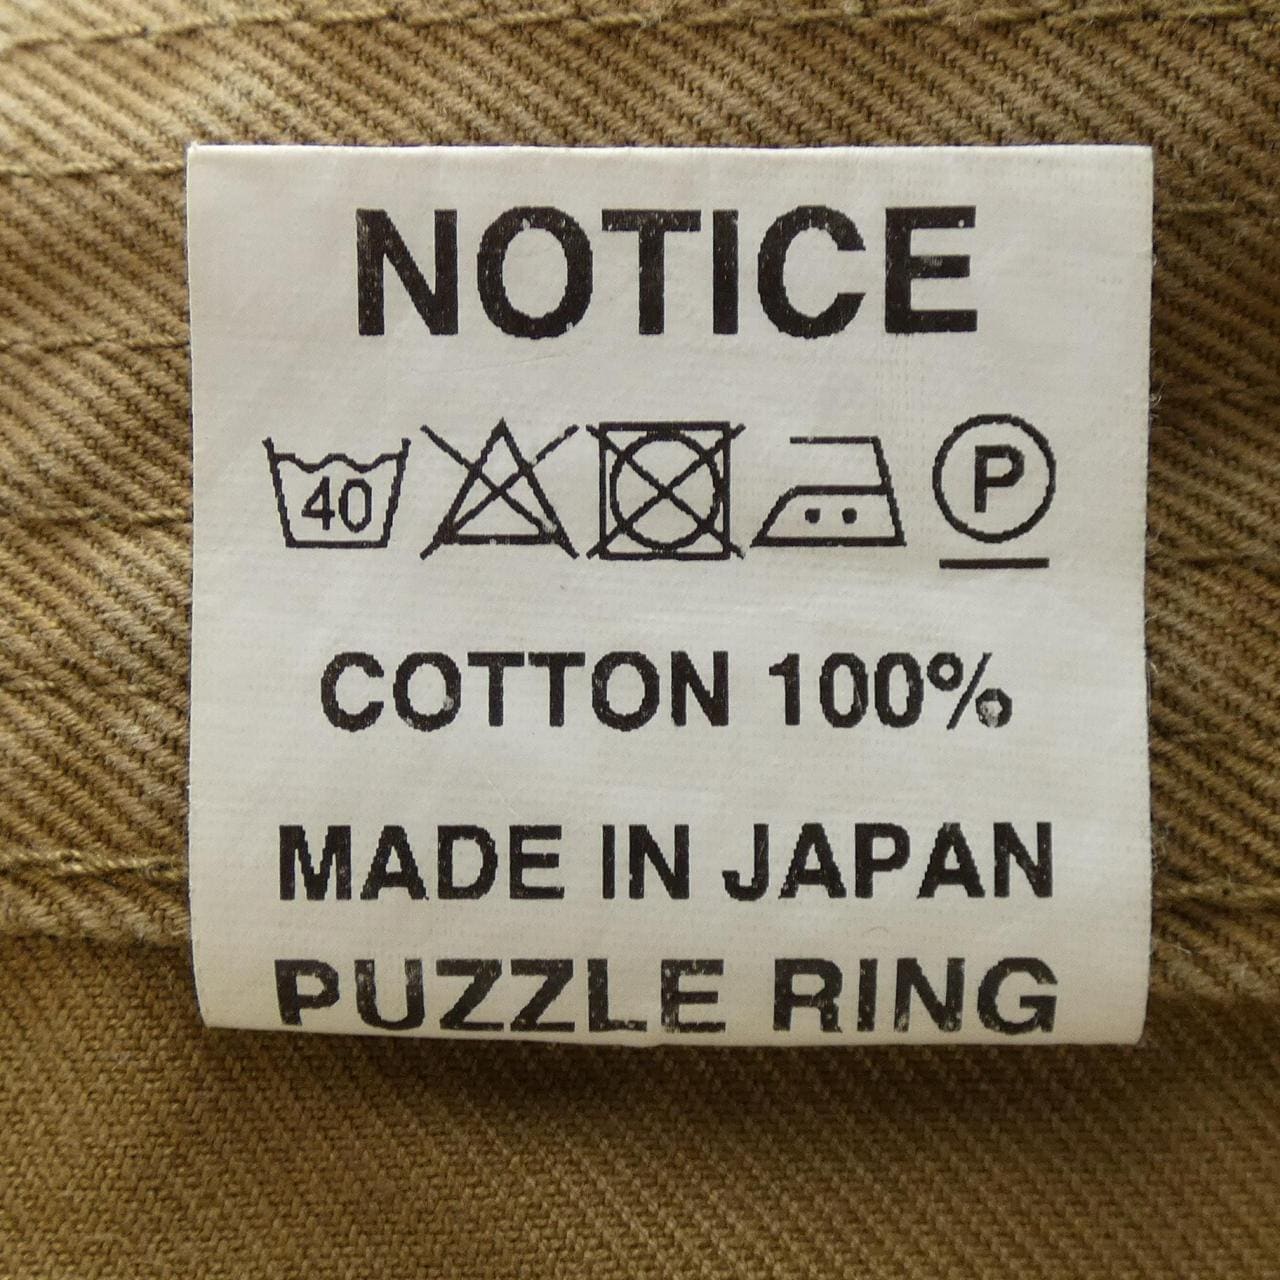 NOTICE
40 P
COTTON 100%
MADE IN JAPAN
PUZZLE RING